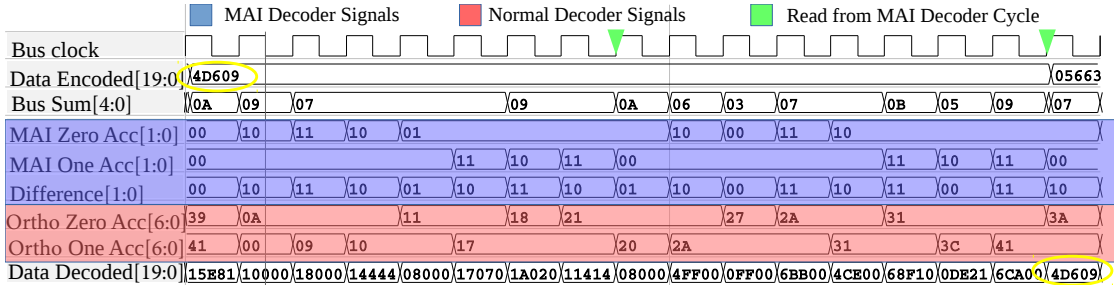 MAI Decoder Signals Normal Decoder Signals Read from MAI Decoder Cycle
Bus clock
Data Encoded[19:0] 4D609 05663
Bus Sum[4:0] 0A 09 07 09 0A 06 03 07 0B 05 09 07
MAI Zero Acc[1:0] 00 10 11 10 01 10 00 11 10
MAI One Acc[1:0] 00 11 10 11 00 11 10 11 00
Difference[1:0] 00 10 11 10 01 10 11 10 01 10 00 11 10 11 00 11 10
Ortho Zero Acc[6:0] 39 0A 11 18 21 27 2A 31 3A
Ortho One Acc[6:0] 41 00 09 10 17 20 2A 31 3C 41
Data Decoded[19:0] 15E81 10000 18000 14444 08000 17070 1A020 11414 08000 4FF00 0FF00 6BB00 4CE00 68F10 0DE21 6CA00 4D609